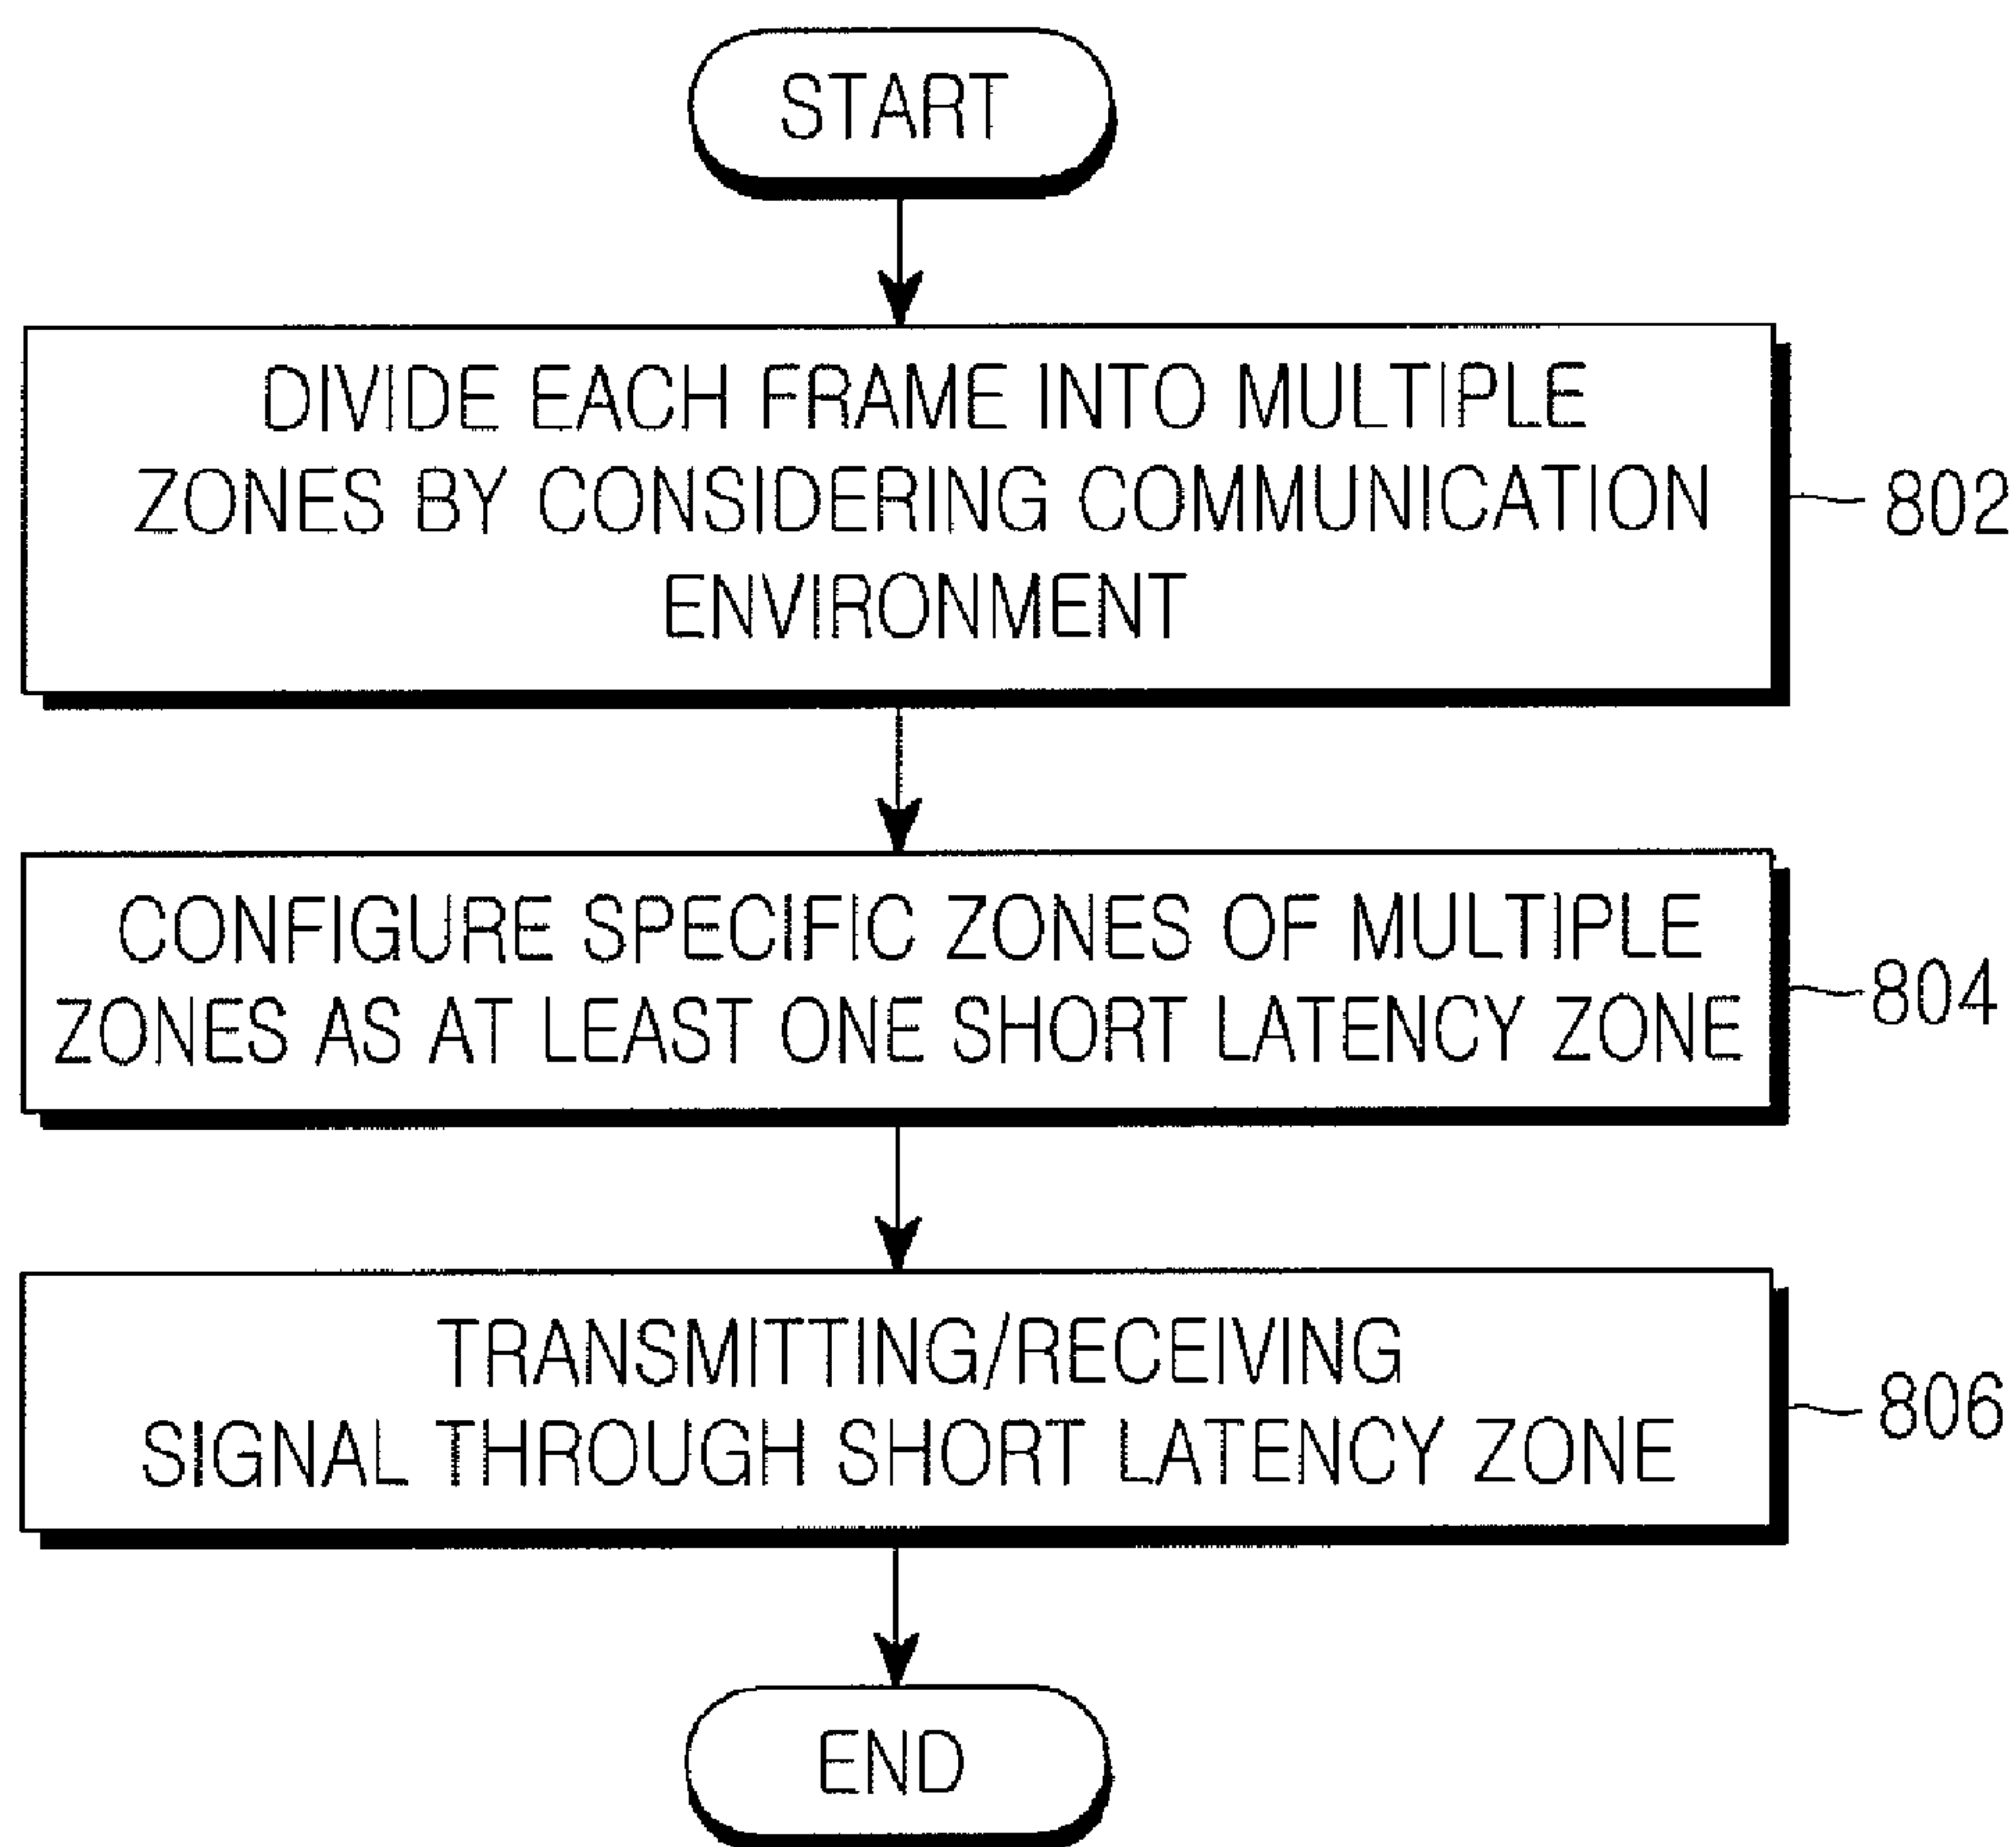 START
DIVIDE EACH FRAME INTO MULTIPLE
ZONES BY CONSIDERING COMMUNICATION
ENVIRONMENT
802
CONFIGURE SPECIFIC ZONES OF MULTIPLE
ZONES AS AT LEAST ONE SHORT LATENCY ZONE
804
TRANSMITTING/RECEIVING
SIGNAL THROUGH SHORT LATENCY ZONE
806
END